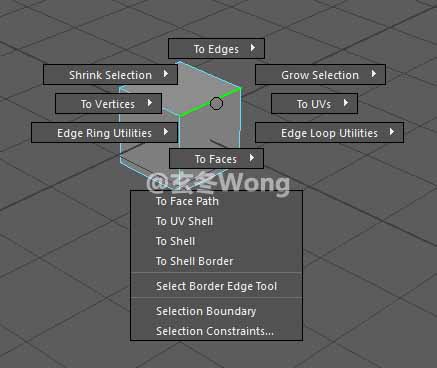 To Edges
Shrink Selection
Grow Selection
To Vertices
To UVs
Edge Ring Utilities
Edge Loop Utilities
To Faces
@玄冬Wong
To Face Path
To UV Shell
To Shell
To Shell Border
Select Border Edge Tool
Selection Boundary
Selection Constraints...